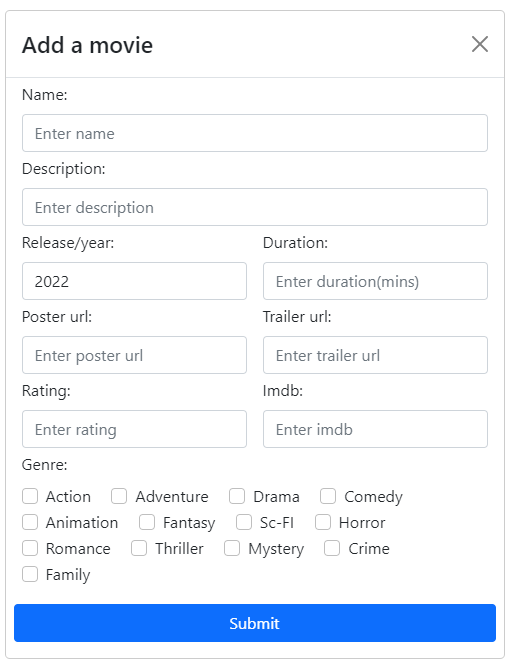 Add a movie
Name:
Enter name
Description:
Enter description
Release/year: Duration:
2022 Enter duration(mins)
Poster url: Trailer url:
Enter poster url Enter trailer url
Rating: Imdb:
Enter rating Enter imdb
Genre:
Action Adventure Drama Comedy
Animation Fantasy Sc-FI Horror
Romance Thriller Mystery Crime
Family
Submit